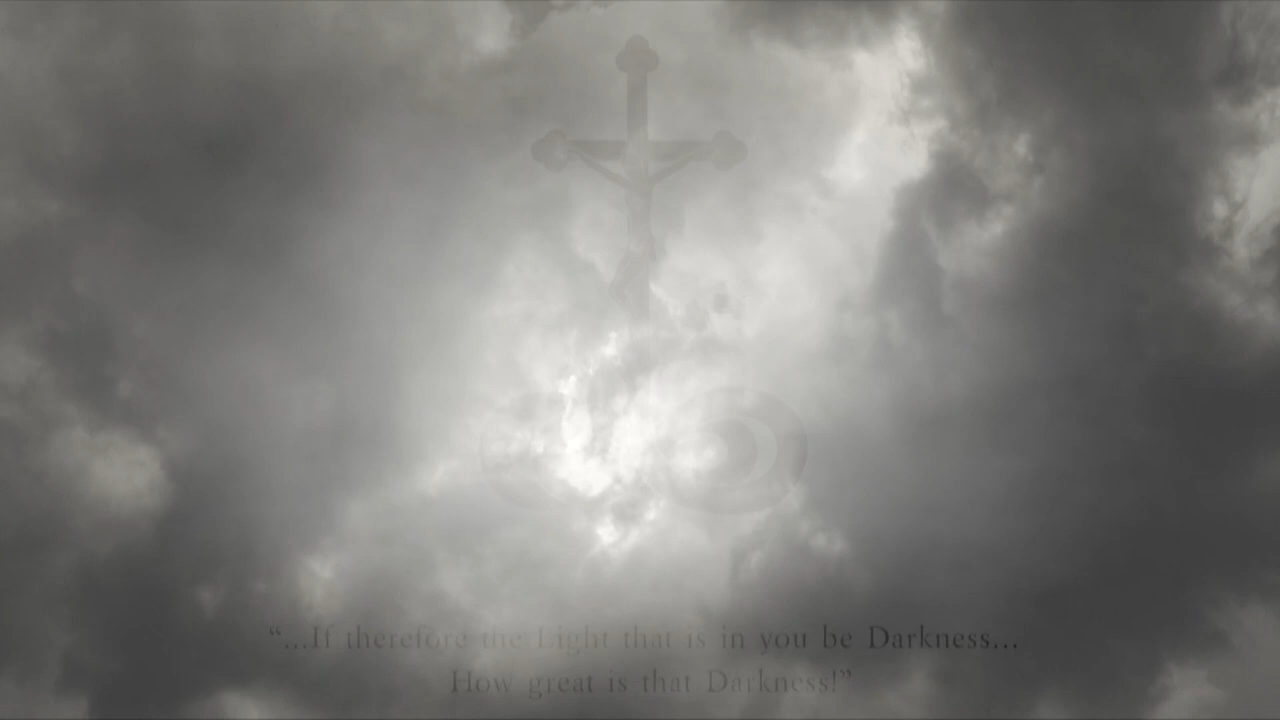 “...If therefore the Light that is in you be Darkness...
How great is that Darkness!”